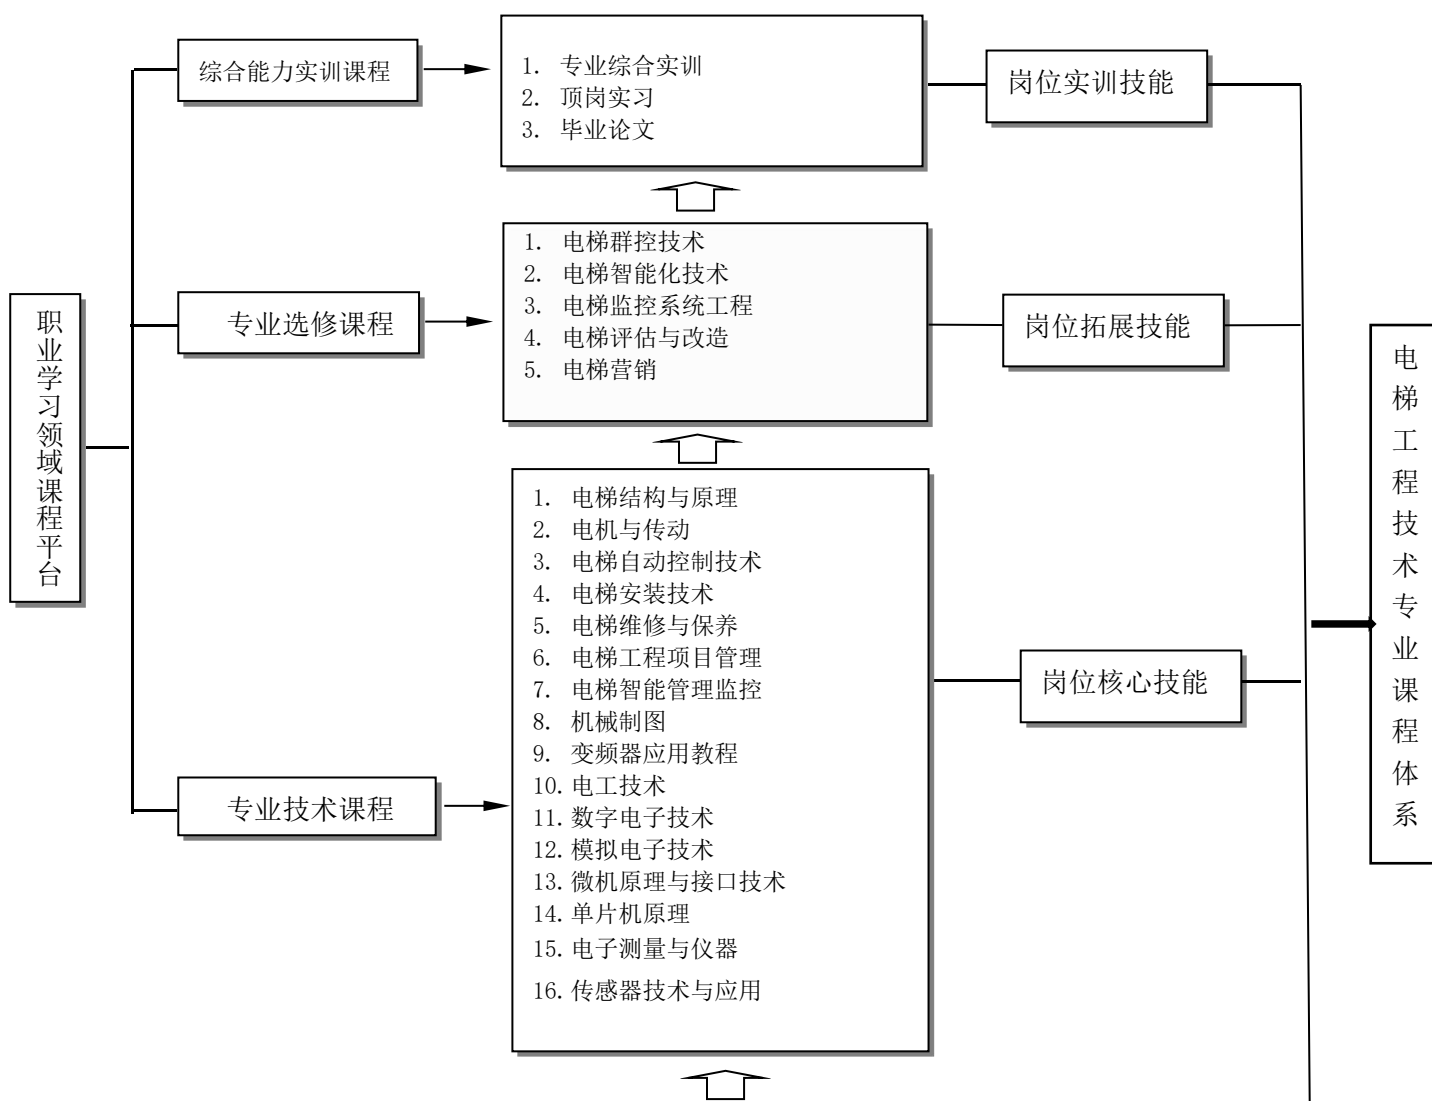 职业学习领域课程平台
综合能力实训课程
1. 专业综合实训
2. 顶岗实习
3. 毕业论文
岗位实训技能
专业选修课程
1. 电梯群控技术
2. 电梯智能化技术
3. 电梯监控系统工程
4. 电梯评估与改造
5. 电梯营销
岗位拓展技能
专业技术课程
1. 电梯结构与原理
2. 电机与传动
3. 电梯自动控制技术
4. 电梯安装技术
5. 电梯维修与保养
6. 电梯工程项目管理
7. 电梯智能管理监控
8. 机械制图
9. 变频器应用教程
10. 电工技术
11. 数字电子技术
12. 模拟电子技术
13. 微机原理与接口技术
14. 单片机原理
15. 电子测量与仪器
16. 传感器技术与应用
岗位核心技能
电梯工程技术专业课程体系